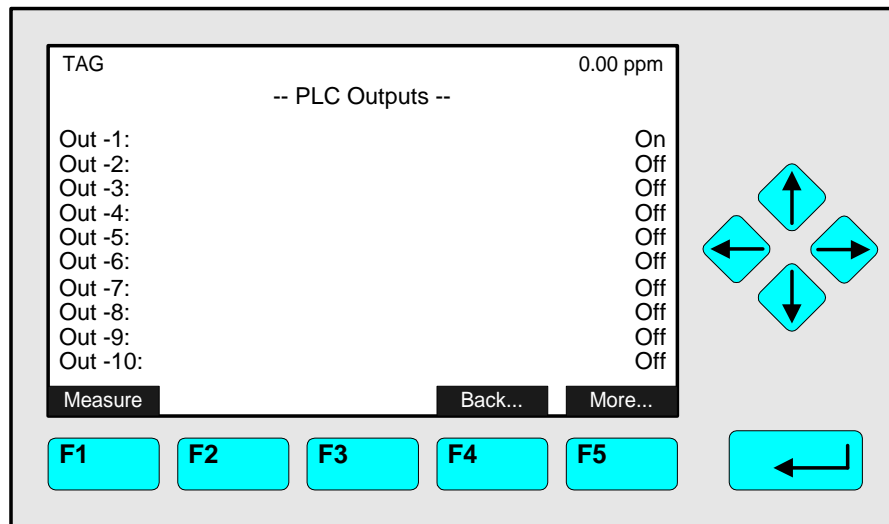 TAG 0.00 ppm
-- PLC Outputs --
Out -1: On
Out -2: Off
Out -3: Off
Out -4: Off
Out -5: Off
Out -6: Off
Out -7: Off
Out -8: Off
Out -9: Off
Out -10: Off
Measure Back... More...
F1 F2 F3 F4 F5